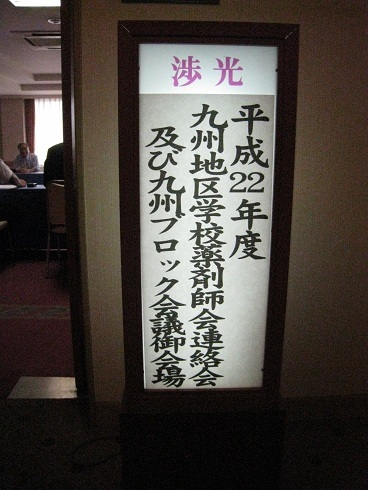 渉光
平成22年度
九州地区学校薬剤師会連絡会
及び九州ブロック会議御会場